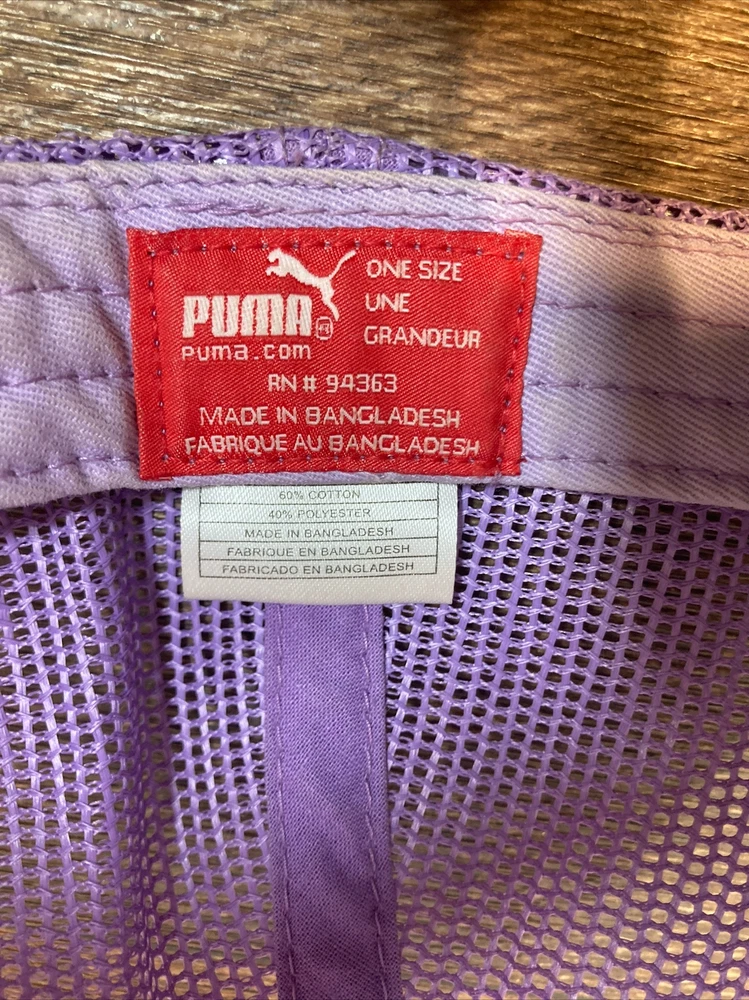 PUMA
puma.com
ONE SIZE
UNE
GRANDEUR
RN # 94363
MADE IN BANGLADESH
FABRIQUE AU BANGLADESH
60% COTTON
40% POLYESTER
MADE IN BANGLADESH
FABRIQUE EN BANGLADESH
FABRICADO EN BANGLADESH